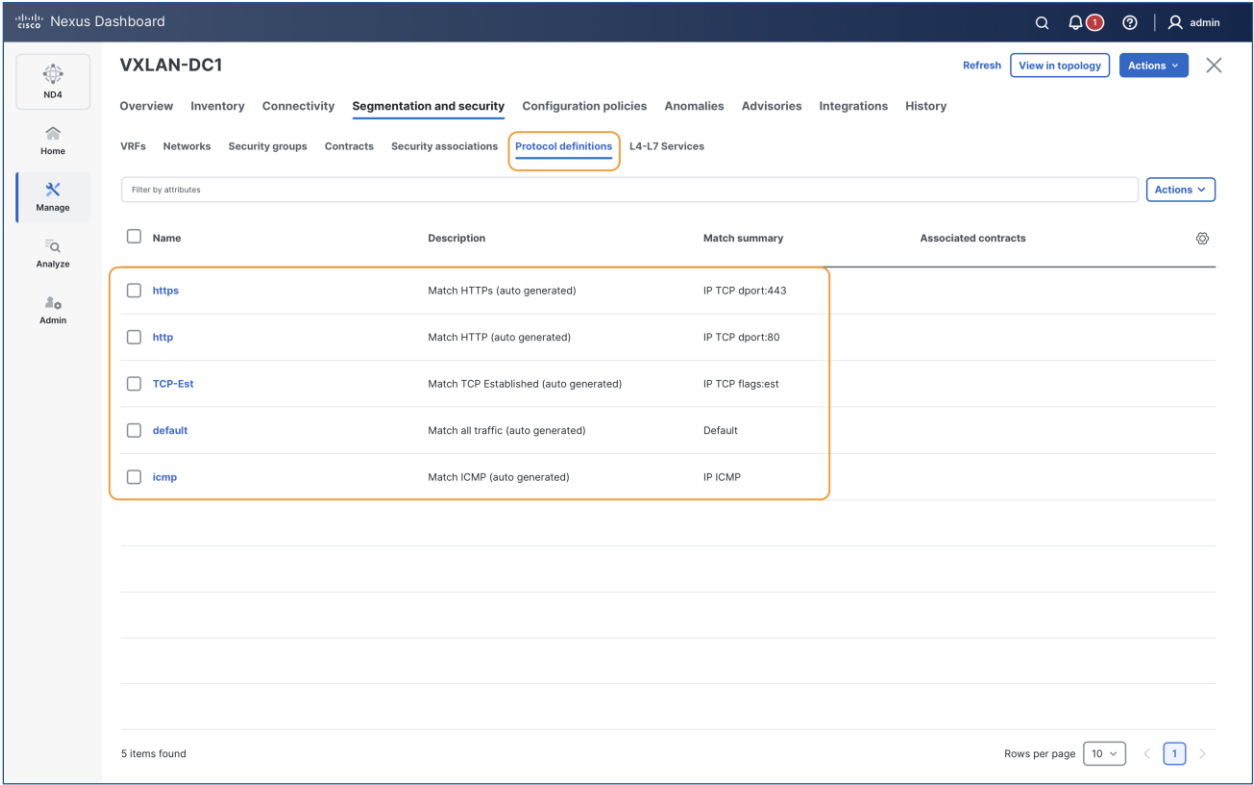 cisco Nexus Dashboard
1
admin
ND4
Home
Manage
Analyze
Admin
VXLAN-DC1
Refresh View in topology Actions
Overview Inventory Connectivity Segmentation and security Configuration policies Anomalies Advisories Integrations History
VRFs Networks Security groups Contracts Security associations Protocol definitions L4-L7 Services
Filter by attributes Actions
Name Description Match summary Associated contracts
https Match HTTPs (auto generated) IP TCP dport:443
http Match HTTP (auto generated) IP TCP dport:80
TCP-Est Match TCP Established (auto generated) IP TCP flags:est
default Match all traffic (auto generated) Default
icmp Match ICMP (auto generated) IP ICMP
5 items found Rows per page 10 1